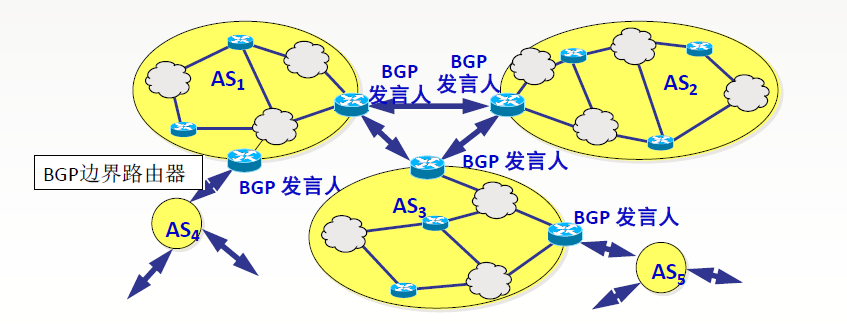 AS1
BGP
发言人
BGP
发言人
AS2
BGP边界路由器
BGP 发言人
BGP 发言人
AS3
BGP 发言人
AS4
AS5